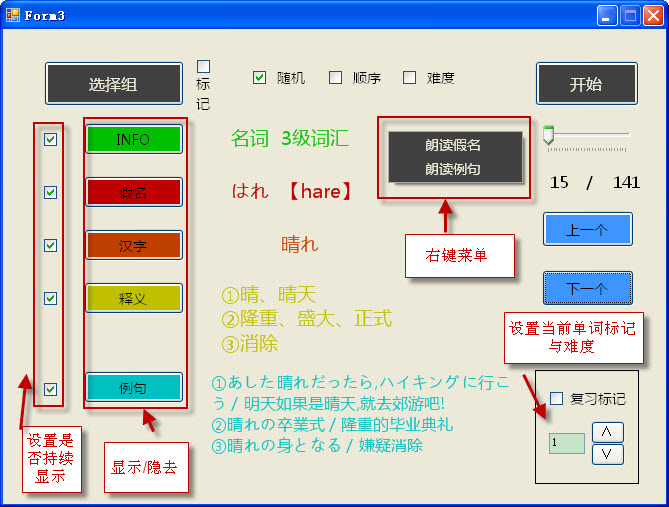 Form3
选择组
标
记
随机
顺序
难度
开始
INFO
名词 3级词汇
朗读假名
朗读例句
假名
はれ 【hare】
15 / 141
汉字
晴れ
右键菜单
上一个
释义
①晴、晴天
②隆重、盛大、正式
③消除
下一个
设置当前单词标记
与难度
例句
①あした晴れだったら,ハイキングに行こ
う / 明天如果是晴天,就去郊游吧!
②晴れの卒業式 / 隆重的毕业典礼
③晴れの身となる / 嫌疑消除
复习标记
1
设置是
否持续
显示
显示/隐去